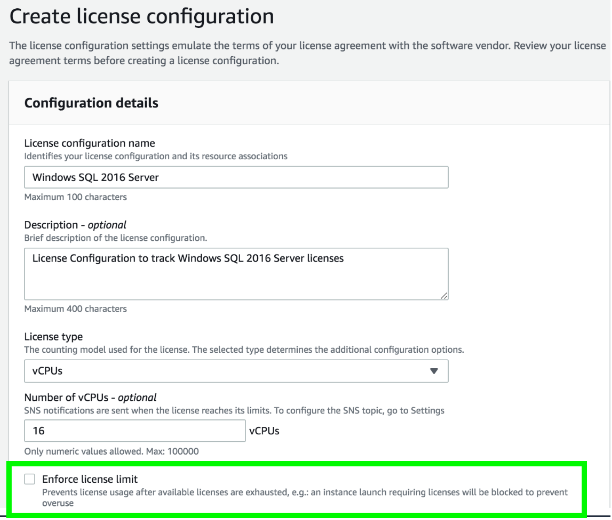 Create license configuration
The license configuration settings emulate the terms of your license agreement with the software vendor. Review your license
agreement terms before creating a license configuration.
Configuration details
License configuration name
Identifies your license configuration and its resource associations
Windows SQL 2016 Server
Maximum 100 characters
Description - optional
Brief description of the license configuration.
License Configuration to track Windows SQL 2016 Server licenses
Maximum 400 characters
License type
The counting model used for the license. The selected type determines the additional configuration options.
vCPUs
Number of vCPUs - optional
SNS notifications are sent when the license reaches its limits. To configure the SNS topic, go to Settings
16 vCPUs
Only numeric values allowed. Max: 100000
Enforce license limit
Prevents license usage after available licenses are exhausted, e.g.: an instance launch requiring licenses will be blocked to prevent
overuse